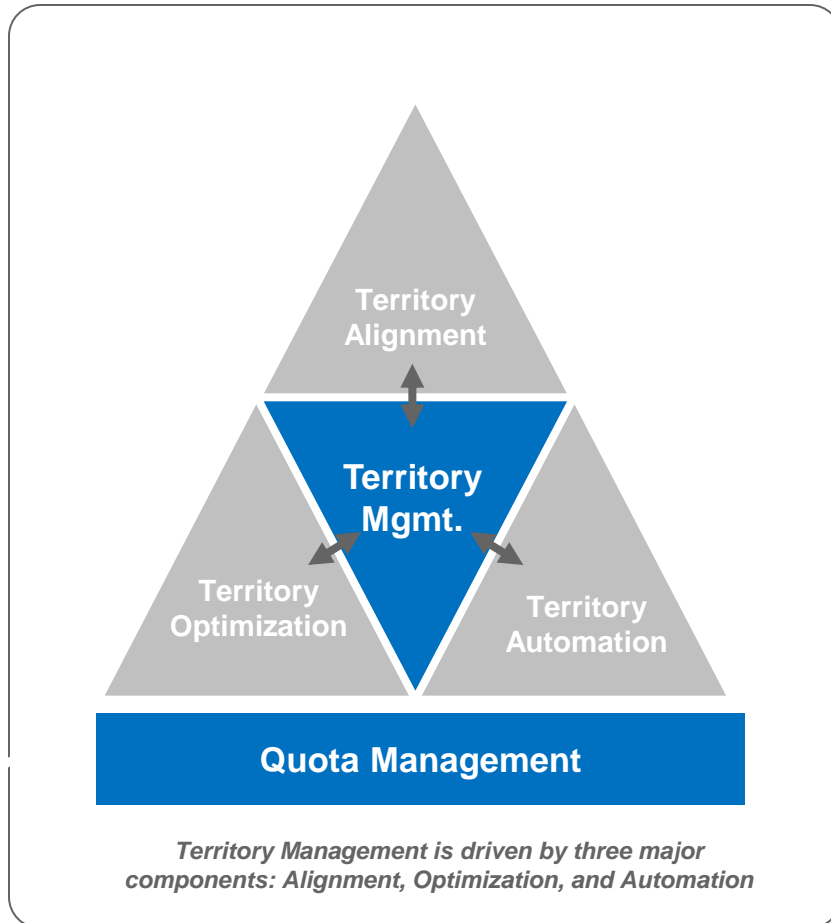 Territory
Alignment
Territory
Mgmt.
Territory
Optimization
Territory
Automation
Quota Management
Territory Management is driven by three major
components: Alignment, Optimization, and Automation